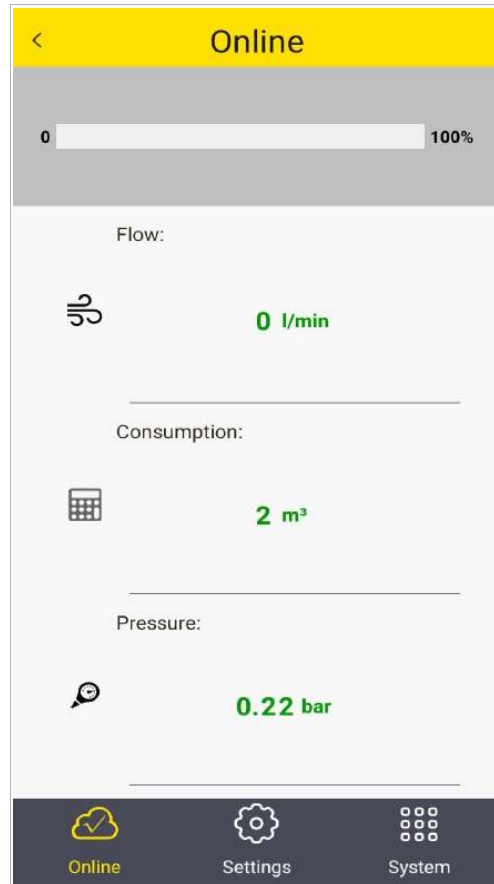 Online
0 100%
Flow:
0 l/min
Consumption:
2 m³
Pressure:
0.22 bar
Online Settings System